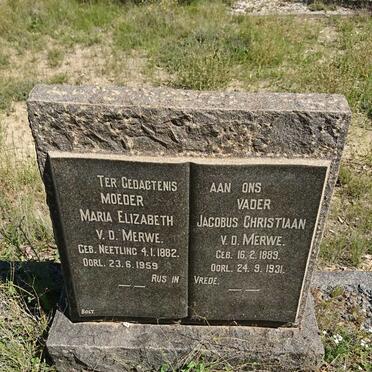 TER GEDAGTENIS AAN ONS
MOEDER
MARIA ELIZABETH
V. D. MERWE.
GEB. NEETLING 4.1.1882.
OORL. 23.6.1959
VADER
JACOBUS CHRISTIAAN
V. D. MERWE.
GEB. 16.2.1889.
OORL. 24.9.1931.
RUS IN VREDE.
BOLT.